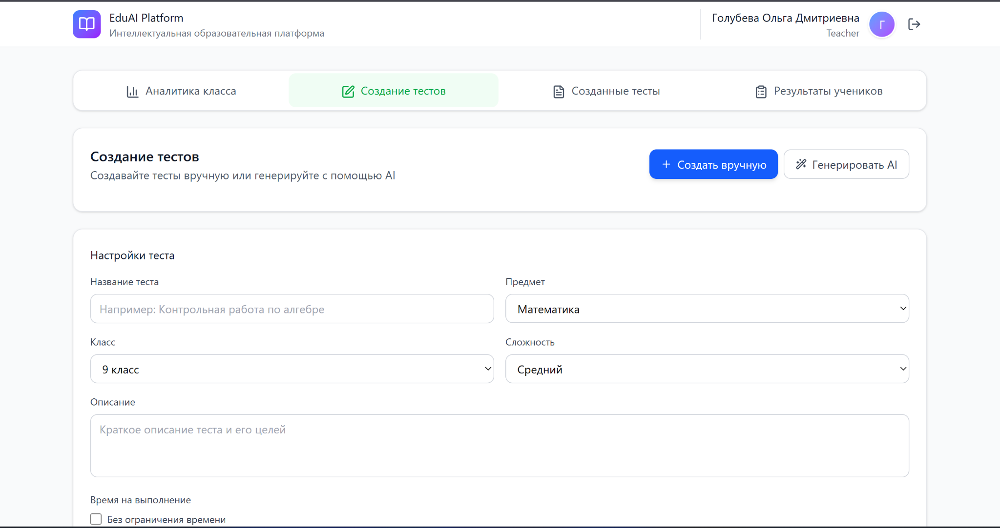 EduAI Platform
Интеллектуальная образовательная платформа
Голубева Ольга Дмитриевна
Teacher
Г
Аналитика класса
Создание тестов
Созданные тесты
Результаты учеников
Создание тестов
Создавайте тесты вручную или генерируйте с помощью AI
+ Создать вручную
Генерировать AI
Настройки теста
Название теста
Предмет
Например: Контрольная работа по алгебре
Математика
Класс
Сложность
9 класс
Средний
Описание
Краткое описание теста и его целей
Время на выполнение
Без ограничения времени